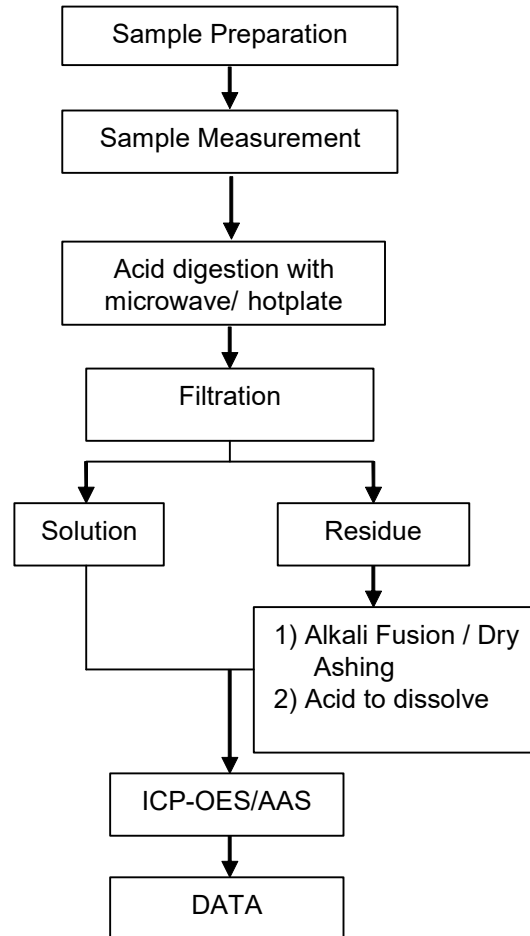 Sample Preparation
Sample Measurement
Acid digestion with
microwave/ hotplate
Filtration
Solution
Residue
1) Alkali Fusion / Dry
Ashing
2) Acid to dissolve
ICP-OES/AAS
DATA